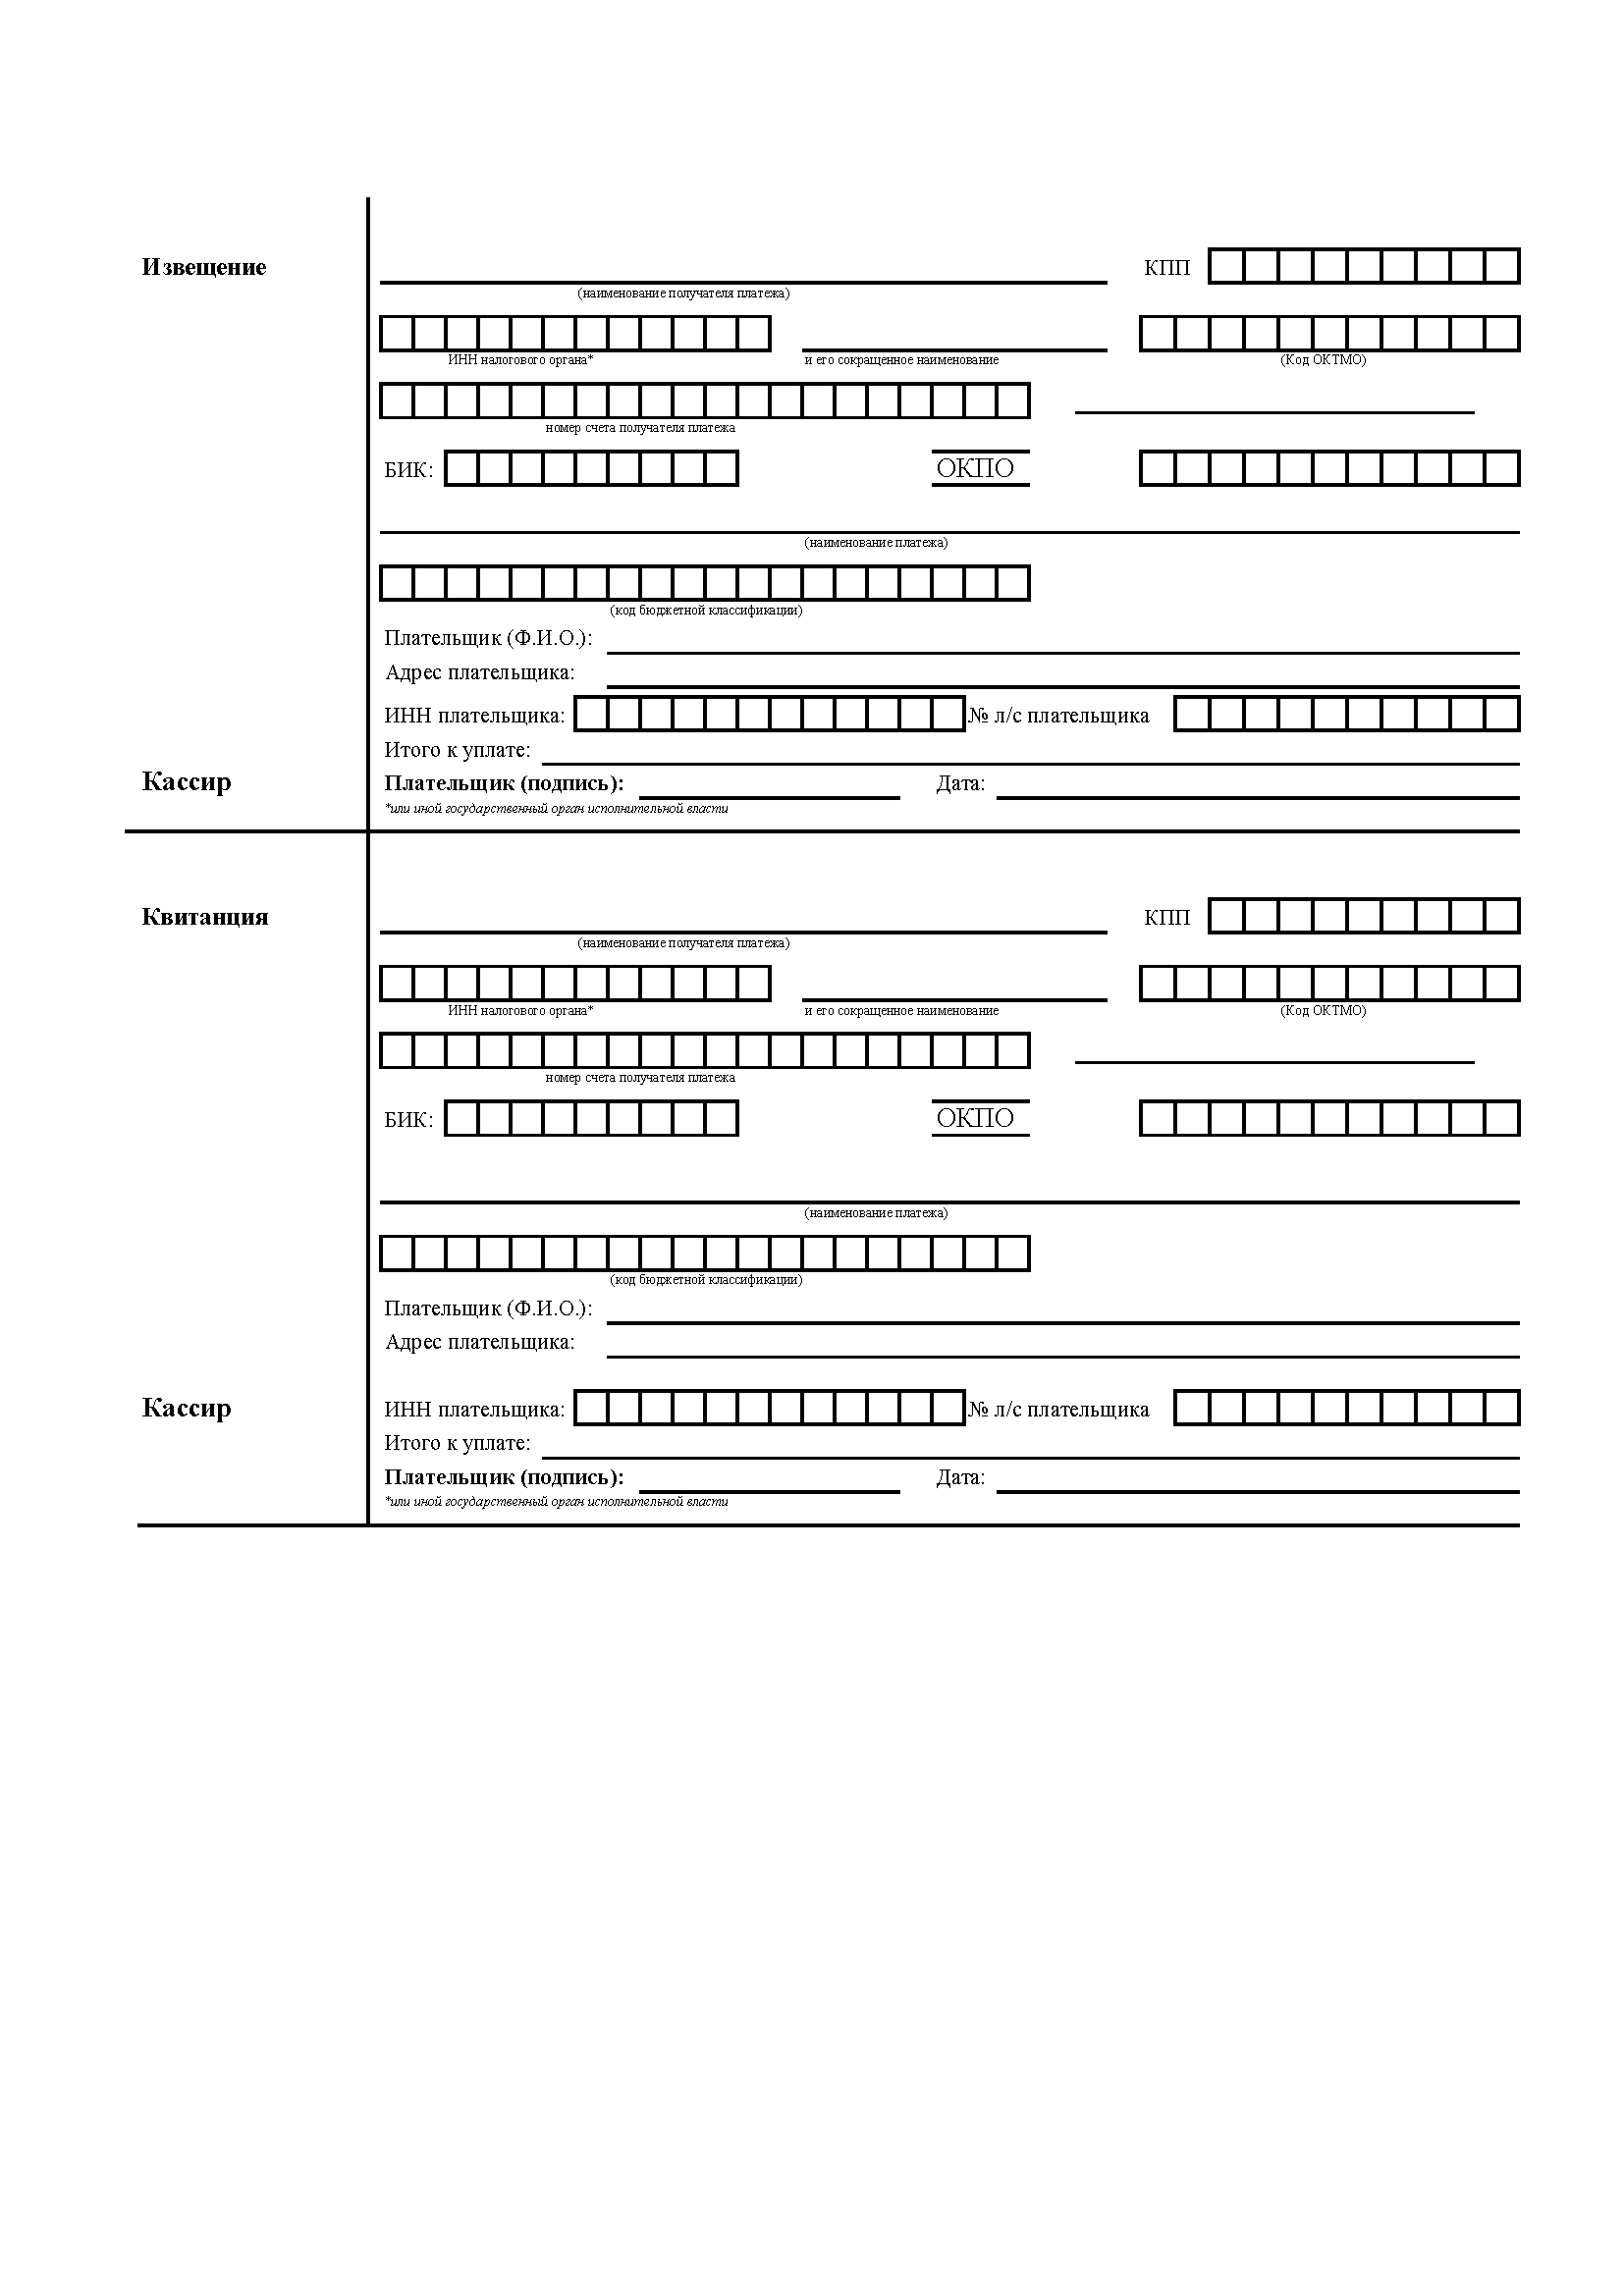 Извещение
КПП
(наименование получателя платежа)
ИНН налогового органа* и его сокращенное наименование (Код ОКТМО)
номер счета получателя платежа
БИК: ОКПО
(наименование платежа)
(код бюджетной классификации)
Плательщик (Ф.И.О.):
Адрес плательщика:
ИНН плательщика: № л/с плательщика
Итого к уплате:
Кассир
Плательщик (подпись): Дата:
*или иной государственный орган исполнительной власти
Квитанция
КПП
(наименование получателя платежа)
ИНН налогового органа* и его сокращенное наименование (Код ОКТМО)
номер счета получателя платежа
БИК: ОКПО
(наименование платежа)
(код бюджетной классификации)
Плательщик (Ф.И.О.):
Адрес плательщика:
Кассир
ИНН плательщика: № л/с плательщика
Итого к уплате:
Плательщик (подпись): Дата:
*или иной государственный орган исполнительной власти